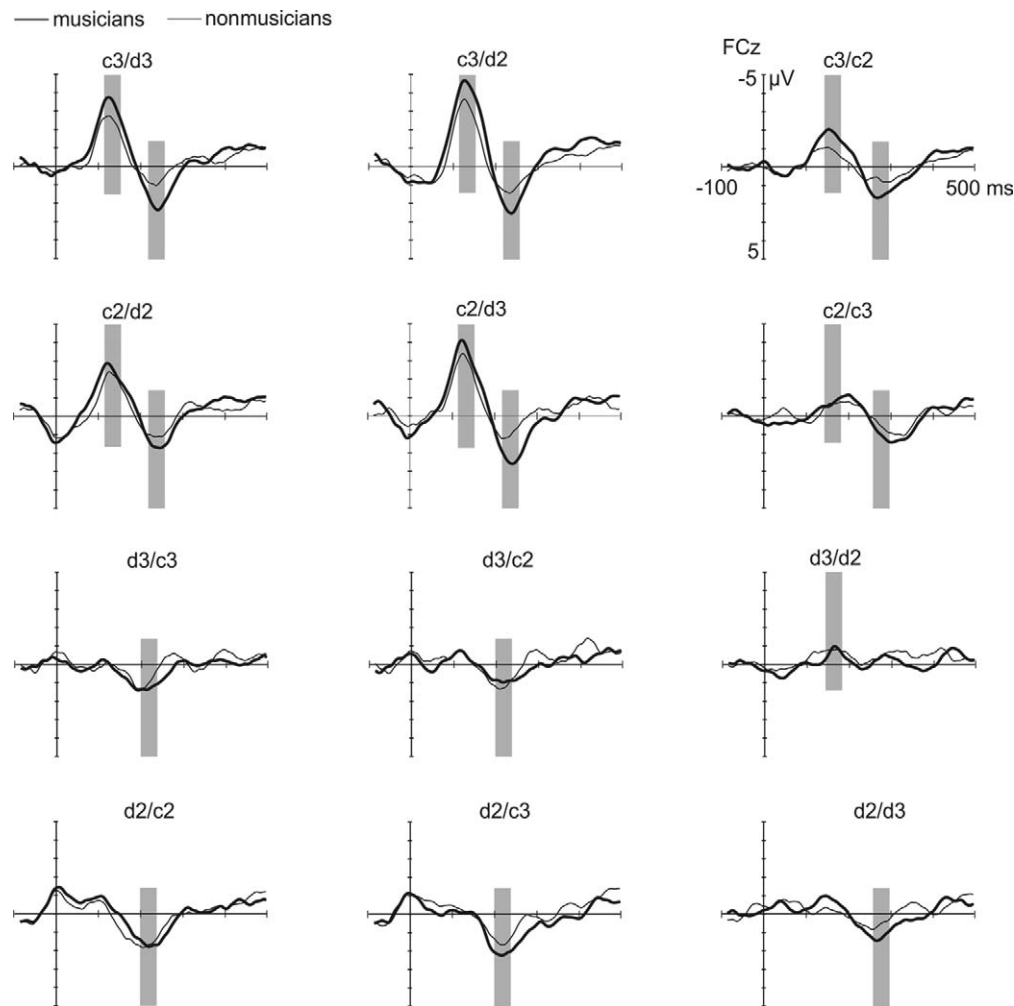 musicians nonmusicians
c3/d3 c3/d2 FCz c3/c2
-5 µV
-100 500 ms
5
c2/d2 c2/d3 c2/c3
d3/c3 d3/c2 d3/d2
d2/c2 d2/c3 d2/d3